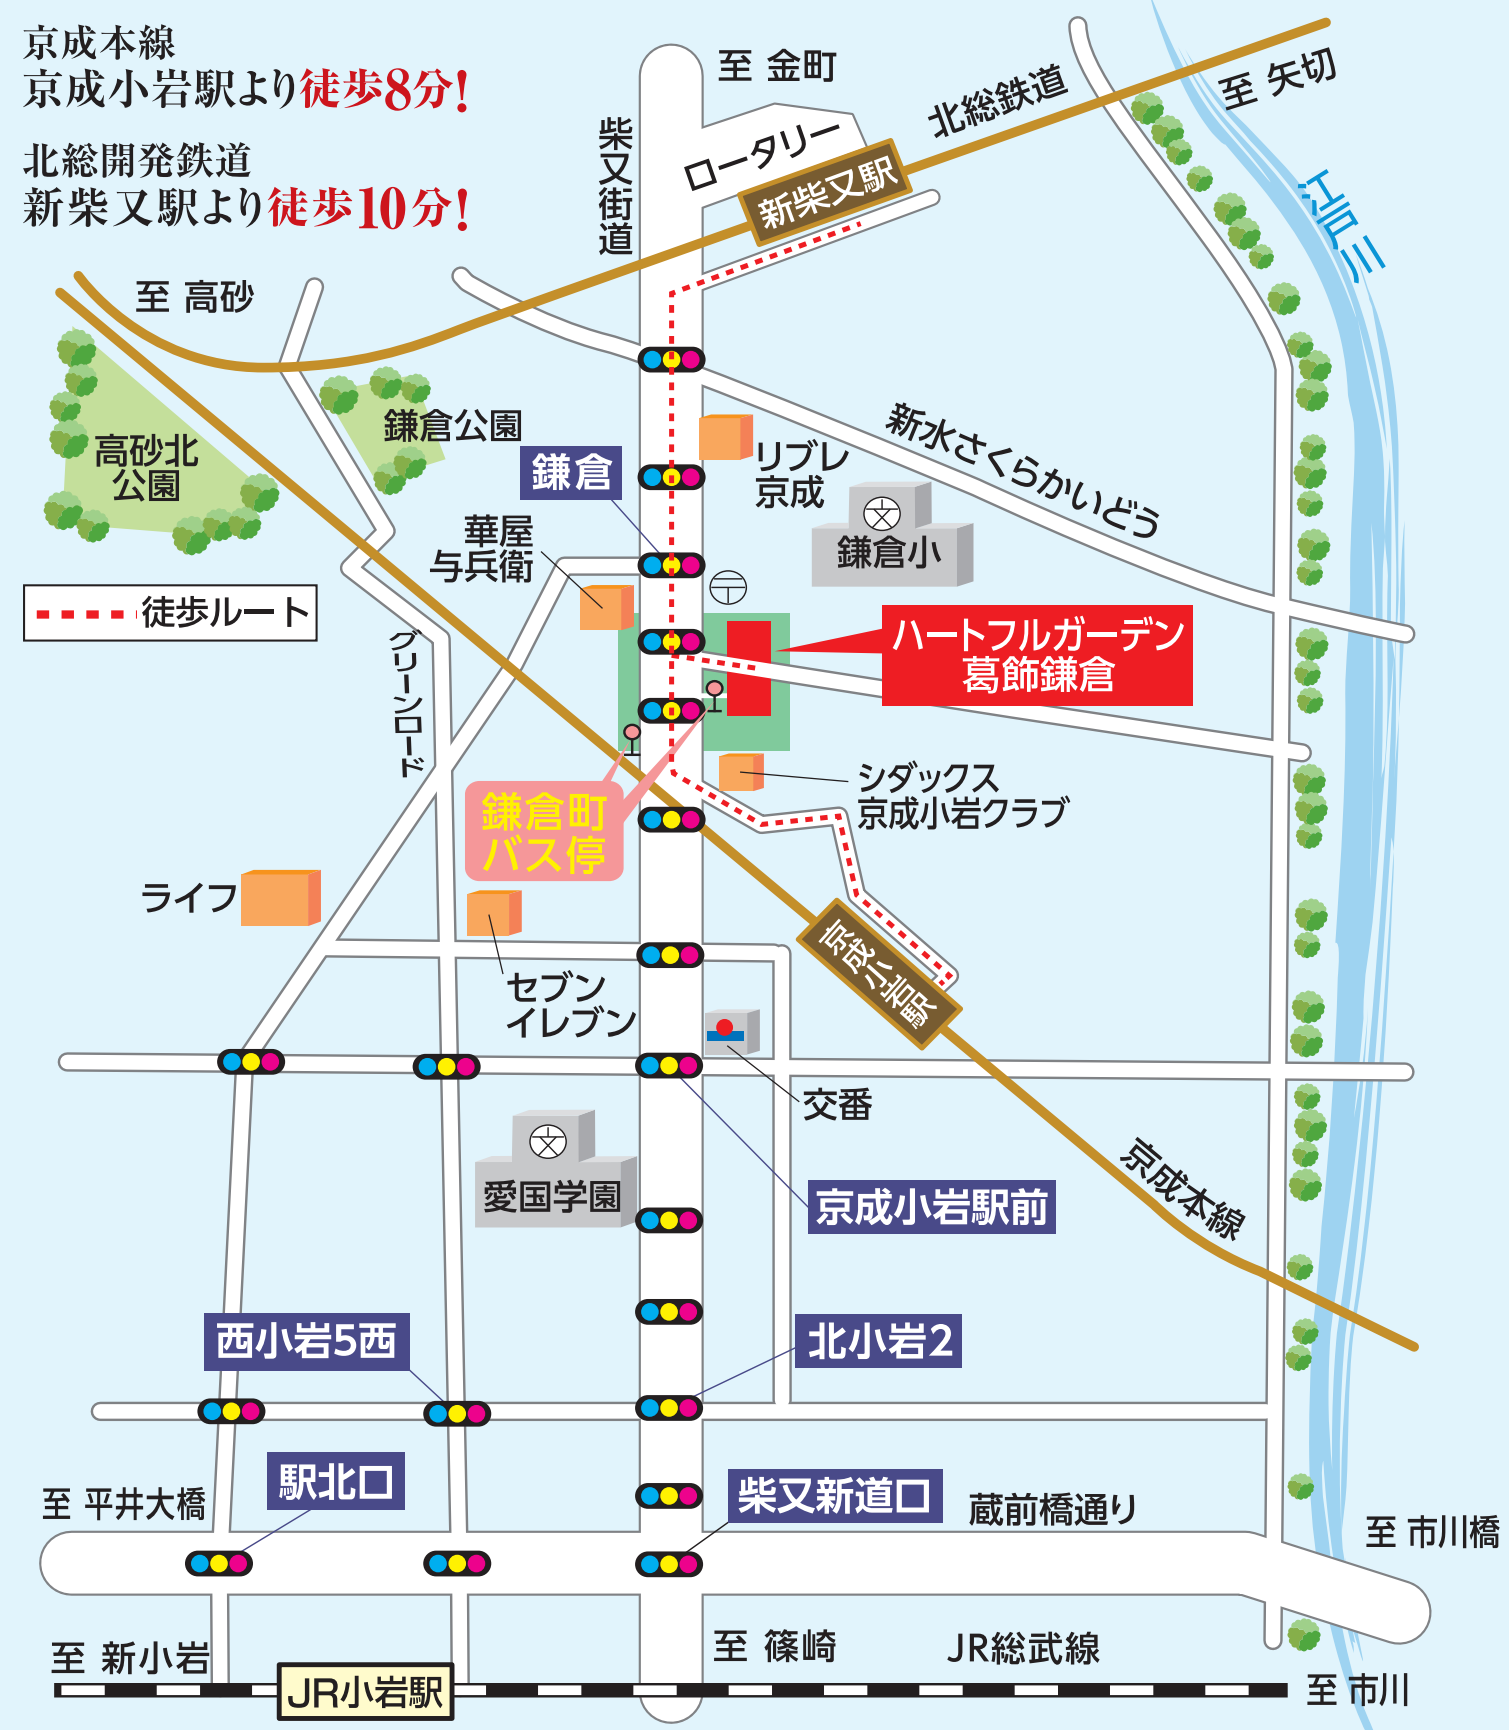 京成本線
京成小岩駅より徒歩8分!
北総開発鉄道
新柴又駅より徒歩10分!
至 金町
柴又街道
ロータリー
新柴又駅
北総鉄道
至 矢切
江戸川
至 高砂
高砂北
公園
鎌倉公園
鎌倉
リブレ
京成
新水さくらかいどう
鎌倉小
華屋
与兵衛
徒歩ルート
グリーンロード
ハートフルガーデン
葛飾鎌倉
シダックス
京成小岩クラブ
鎌倉町
バス停
ライフ
セブン
イレブン
京成小岩駅
交番
愛国学園
京成小岩駅前
京成本線
西小岩5西
北小岩2
駅北口
柴又新道口
至 平井大橋
蔵前橋通り
至 市川橋
至 新小岩
JR小岩駅
至 篠崎
JR総武線
至 市川